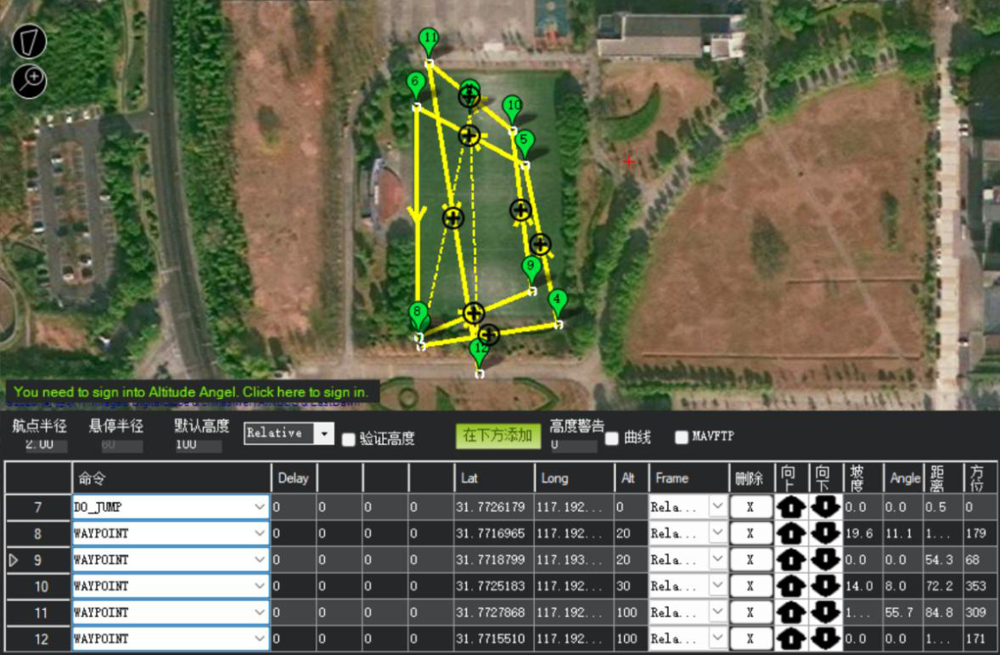 11
6
10
5
9
4
8
12
You need to sign into Altitude Angel. Click here to sign in.
航点半径 悬停半径 默认高度 高度警告
2.00 60 100 Relative 验证高度 在下方添加 0 曲线 MAVFTP
命令 Delay Lat Long Alt Frame 删除 向上 向下 坡度 Angle 距离 方位
7 DO_JUMP 0 0 0 0 31.7726179 117.192... 0 Rela... X 0.0 0.0 0.5 0
8 WAYPOINT 0 0 0 0 31.7716965 117.192... 20 Rela... X 19.6 11.1 1... 179
9 WAYPOINT 0 0 0 0 31.7718799 117.193... 20 Rela... X 0.0 0.0 54.3 68
10 WAYPOINT 0 0 0 0 31.7725183 117.192... 30 Rela... X 14.0 8.0 72.2 353
11 WAYPOINT 0 0 0 0 31.7727868 117.192... 100 Rela... X 1... 55.7 84.8 309
12 WAYPOINT 0 0 0 0 31.7715510 117.192... 100 Rela... X 0.0 0.0 1... 171